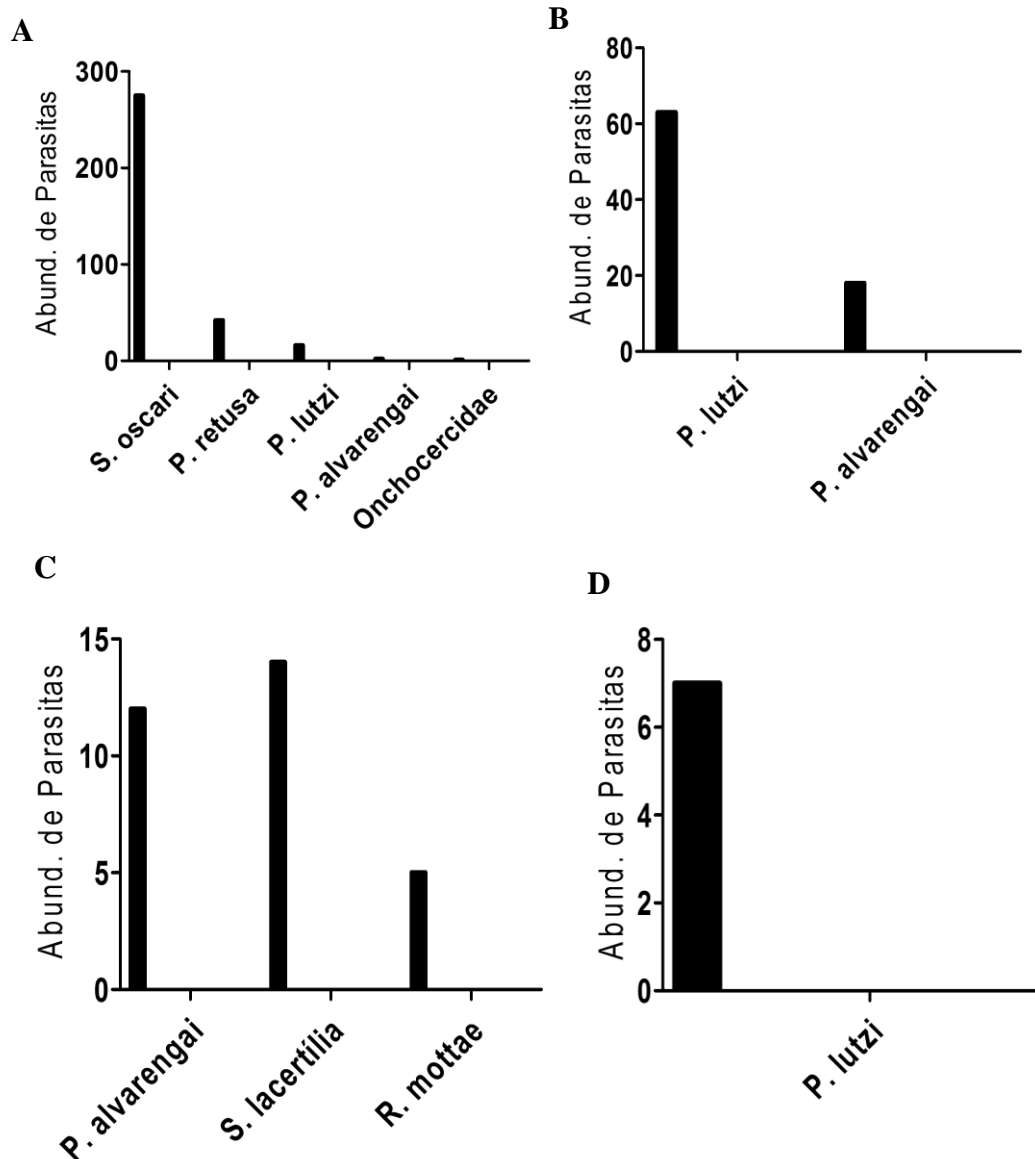 A
Abund. de Parasitas
300
200
100
0
S. oscari
P. retusa
P. lutzi
P. alvarengai
Onchocercidae
B
Abund. de Parasitas
80
60
40
20
0
P. lutzi
P. alvarengai
C
Abund. de Parasitas
15
10
5
0
P. alvarengai
S. lacertília
R. mottae
D
Abund. de Parasitas
8
6
4
2
0
P. lutzi